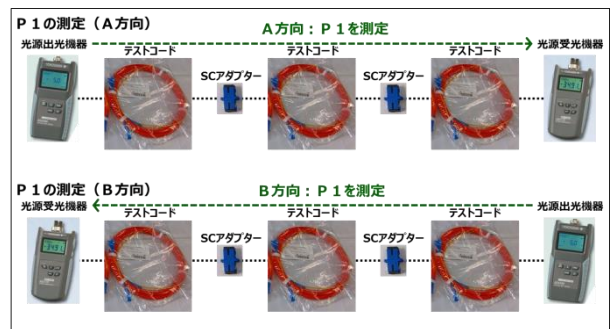 P1の測定（A方向）
A方向：P1を測定
光源出光機器
テストコード
SCアダプター
テストコード
SCアダプター
テストコード
光源受光機器
P1の測定（B方向）
B方向：P1を測定
光源受光機器
テストコード
SCアダプター
テストコード
SCアダプター
テストコード
光源出光機器